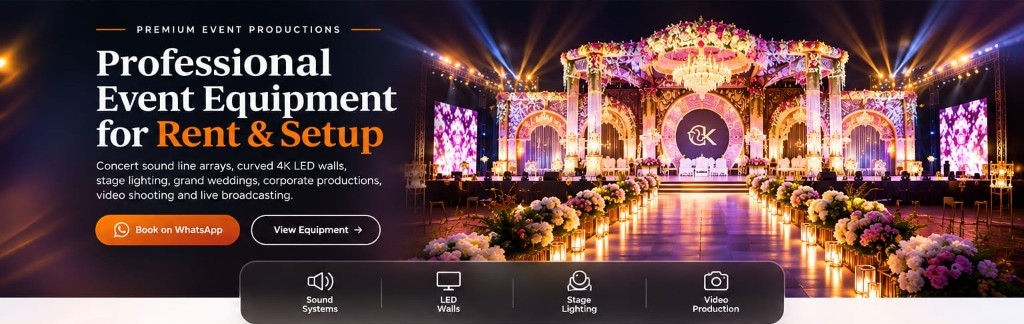 PREMIUM EVENT PRODUCTIONS
Professional
Event Equipment
for Rent & Setup
Concert sound line arrays, curved 4K LED walls,
stage lighting, grand weddings, corporate productions,
video shooting and live broadcasting.
Book on WhatsApp
View Equipment →
Sound
Systems
LED
Walls
Stage
Lighting
Video
Production